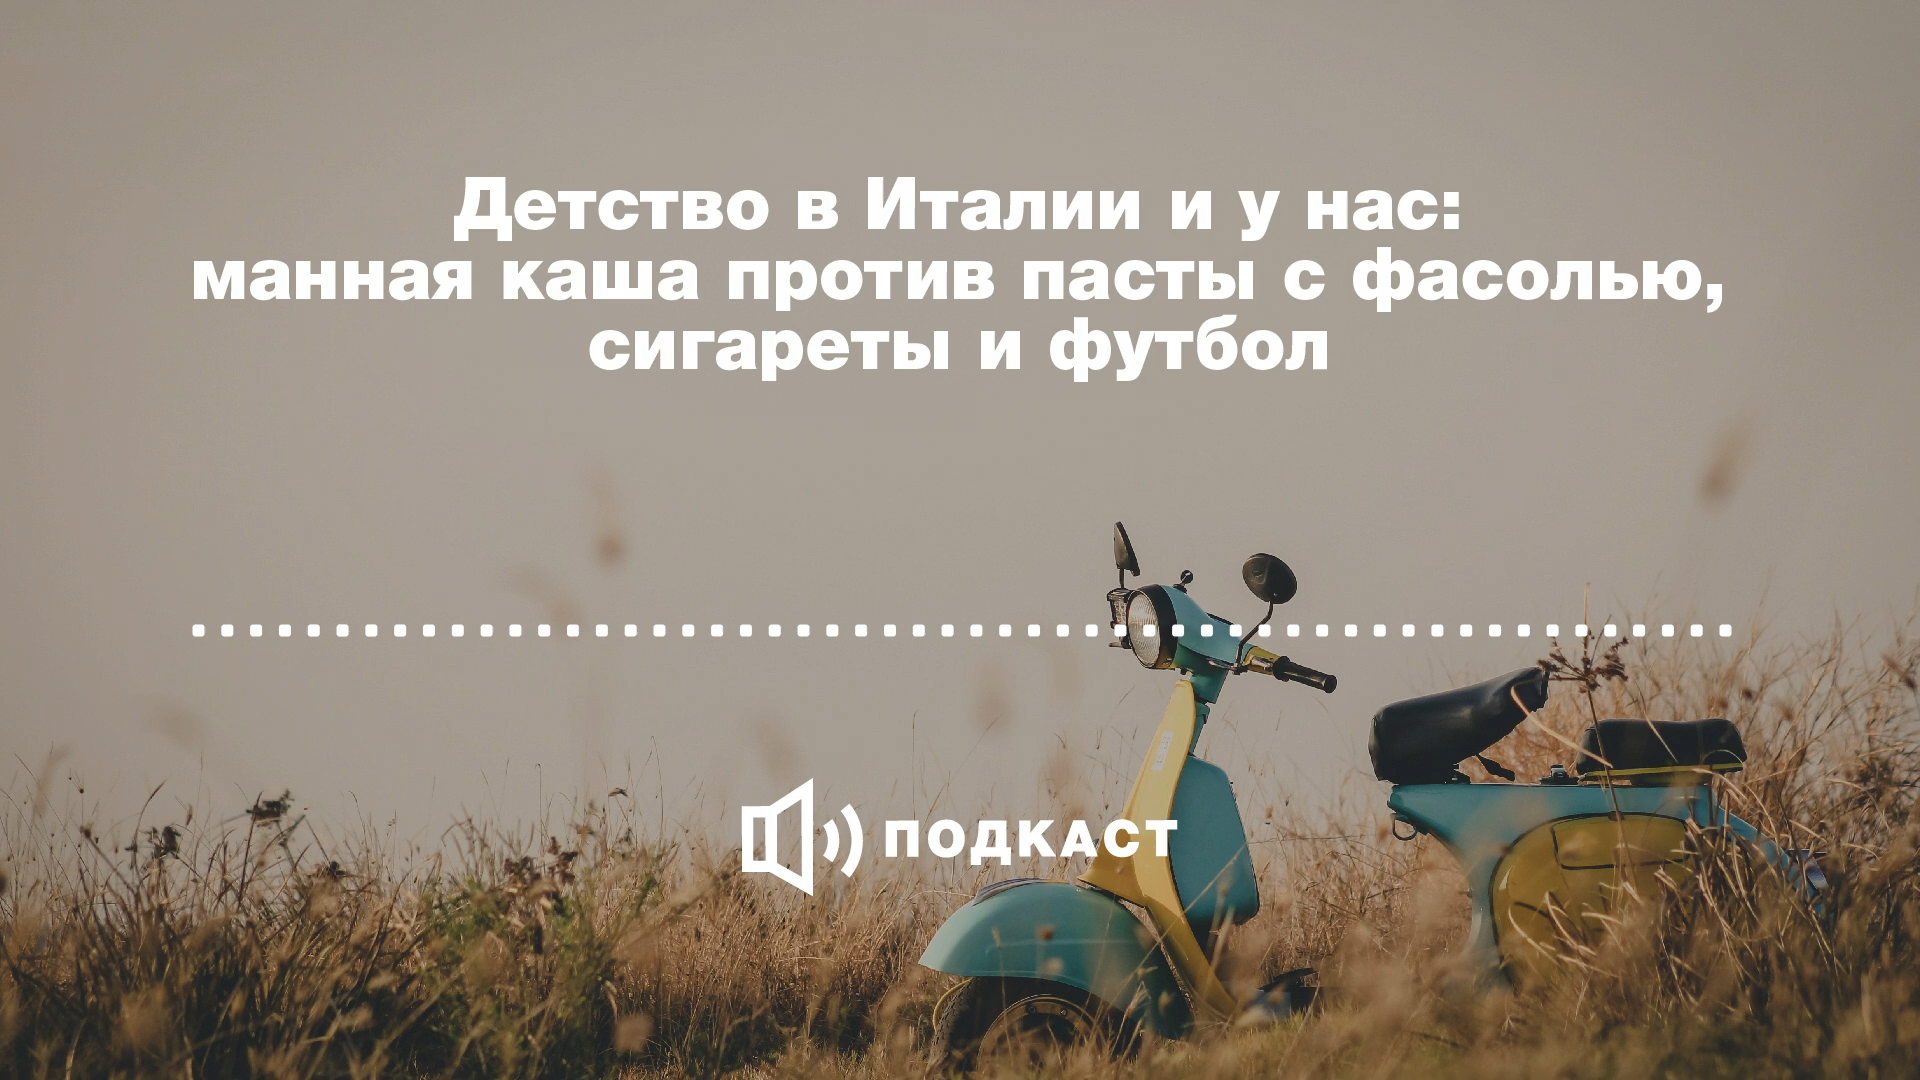 Детство в Италии и у нас:
манная каша против пасты с фасолью,
сигареты и футбол
ПОДКАСТ